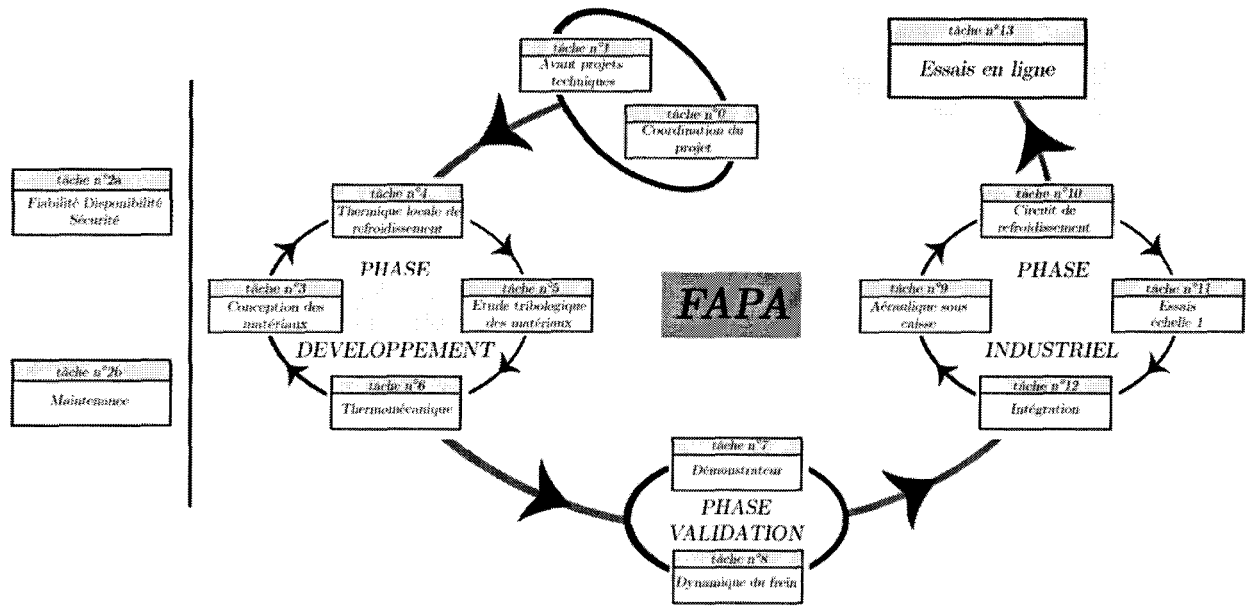 tâche n°1
Avant projets
techniques
tâche n°0
Coordination du
projet
tâche n°13
Essais en ligne
tâche n°2a
Fiabilité Disponibilité
Sécurité
tâche n°2b
Maintenance
tâche n°4
Thermique locale de
refroidissement
tâche n°3
Conception des
matériaux
PHASE
tâche n°5
Etude tribologique
des matériaux
DEVELOPPEMENT
tâche n°6
Thermomécanique
FAPA
tâche n°7
Démonstrateur
PHASE
VALIDATION
tâche n°8
Dynamique du frein
tâche n°10
Circuit de
refroidissement
tâche n°9
Aéraulique sous
caisse
PHASE
tâche n°11
Essais
échelle 1
INDUSTRIEL
tâche n°12
Intégration